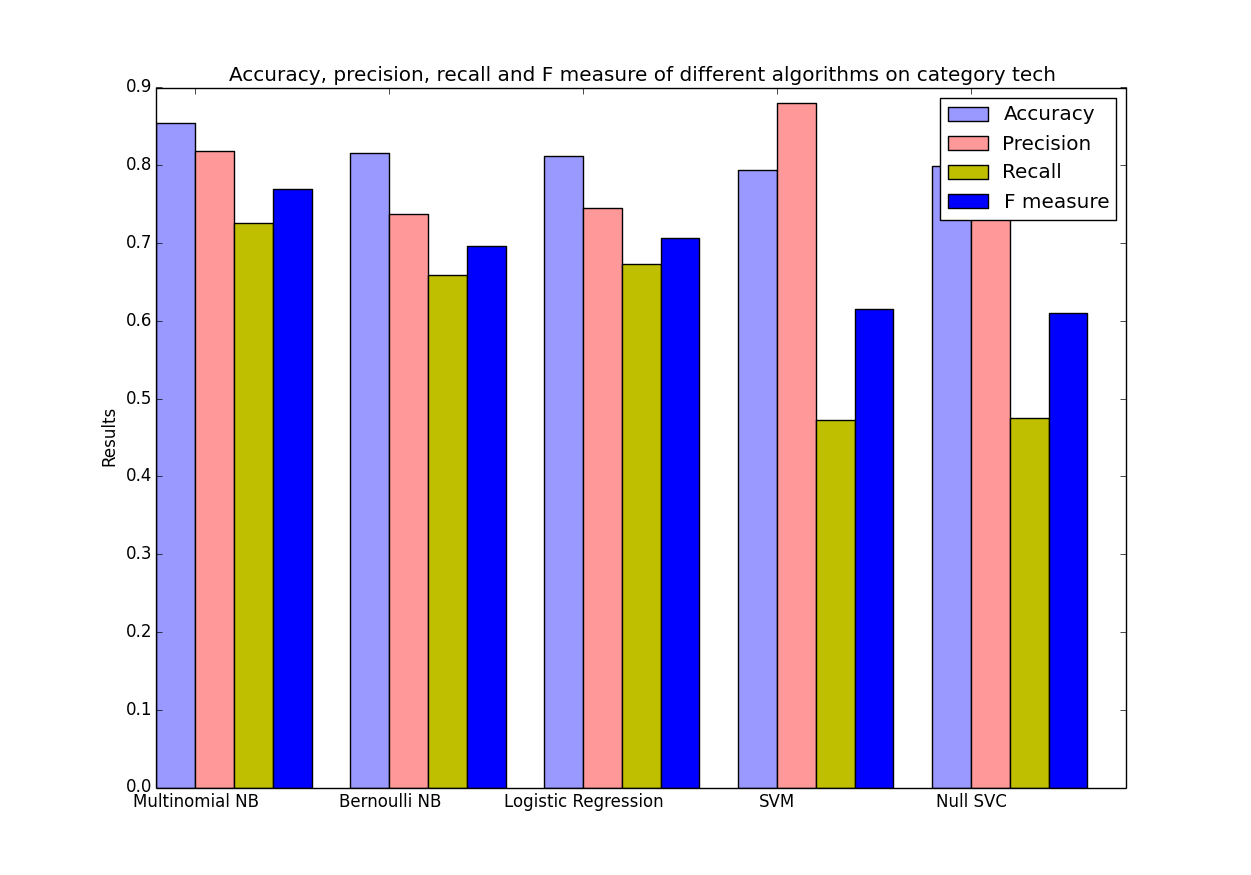 Accuracy, precision, recall and F measure of different algorithms on category tech
0.9
0.8
0.7
0.6
0.5
0.4
0.3
0.2
0.1
0.0
Results
Accuracy
Precision
Recall
F measure
Multinomial NB
Bernoulli NB
Logistic Regression
SVM
Null SVC